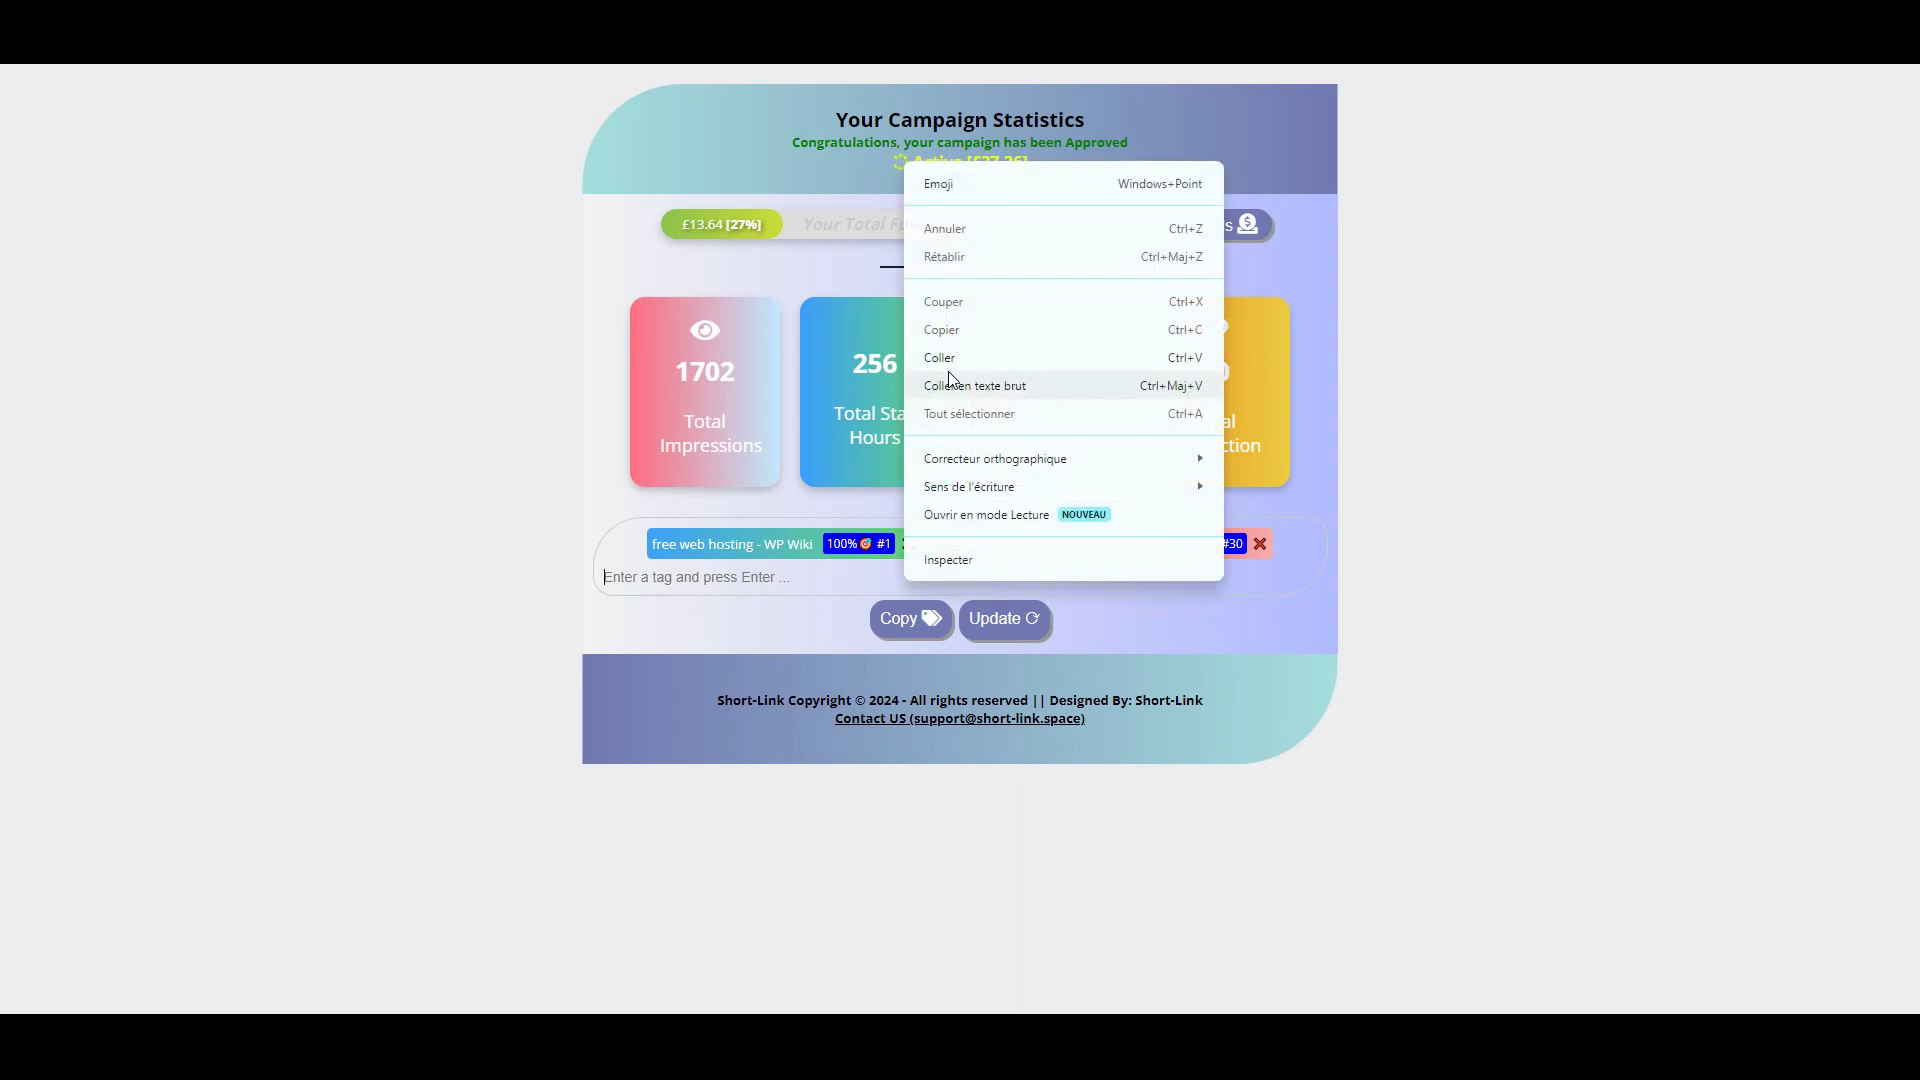 Your Campaign Statistics
Congratulations, your campaign has been Approved
£13.64 [27%]
Your Total
Emoji Windows+Point
Annuler Ctrl+Z
Rétablir Ctrl+Maj+Z
Couper Ctrl+X
Copier Ctrl+C
Coller Ctrl+V
Coller en texte brut Ctrl+Maj+V
Tout sélectionner Ctrl+A
Correcteur orthographique
Sens de l'écriture
Ouvrir en mode Lecture NOUVEAU
Inspecter
1702
Total
Impressions
256
Total
Hours
free web hosting - WP Wiki 100% #1
#30
Enter a tag and press Enter ...
Copy
Update
Short-Link Copyright © 2024 - All rights reserved || Designed By: Short-Link
Contact US (support@short-link.space)